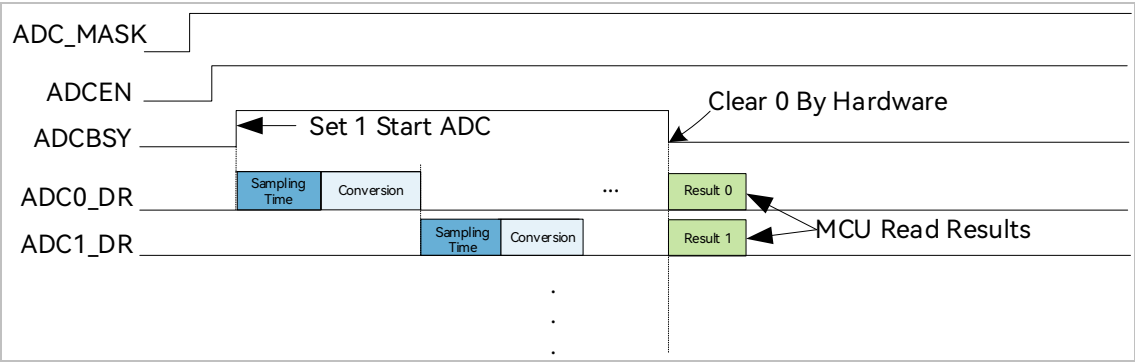 ADC_MASK
ADCEN
Clear 0 By Hardware
ADCBSY
Set 1 Start ADC
ADC0_DR
Sampling
Time
Conversion
...
Result 0
ADC1_DR
Sampling
Time
Conversion
Result 1
MCU Read Results
.
.
.